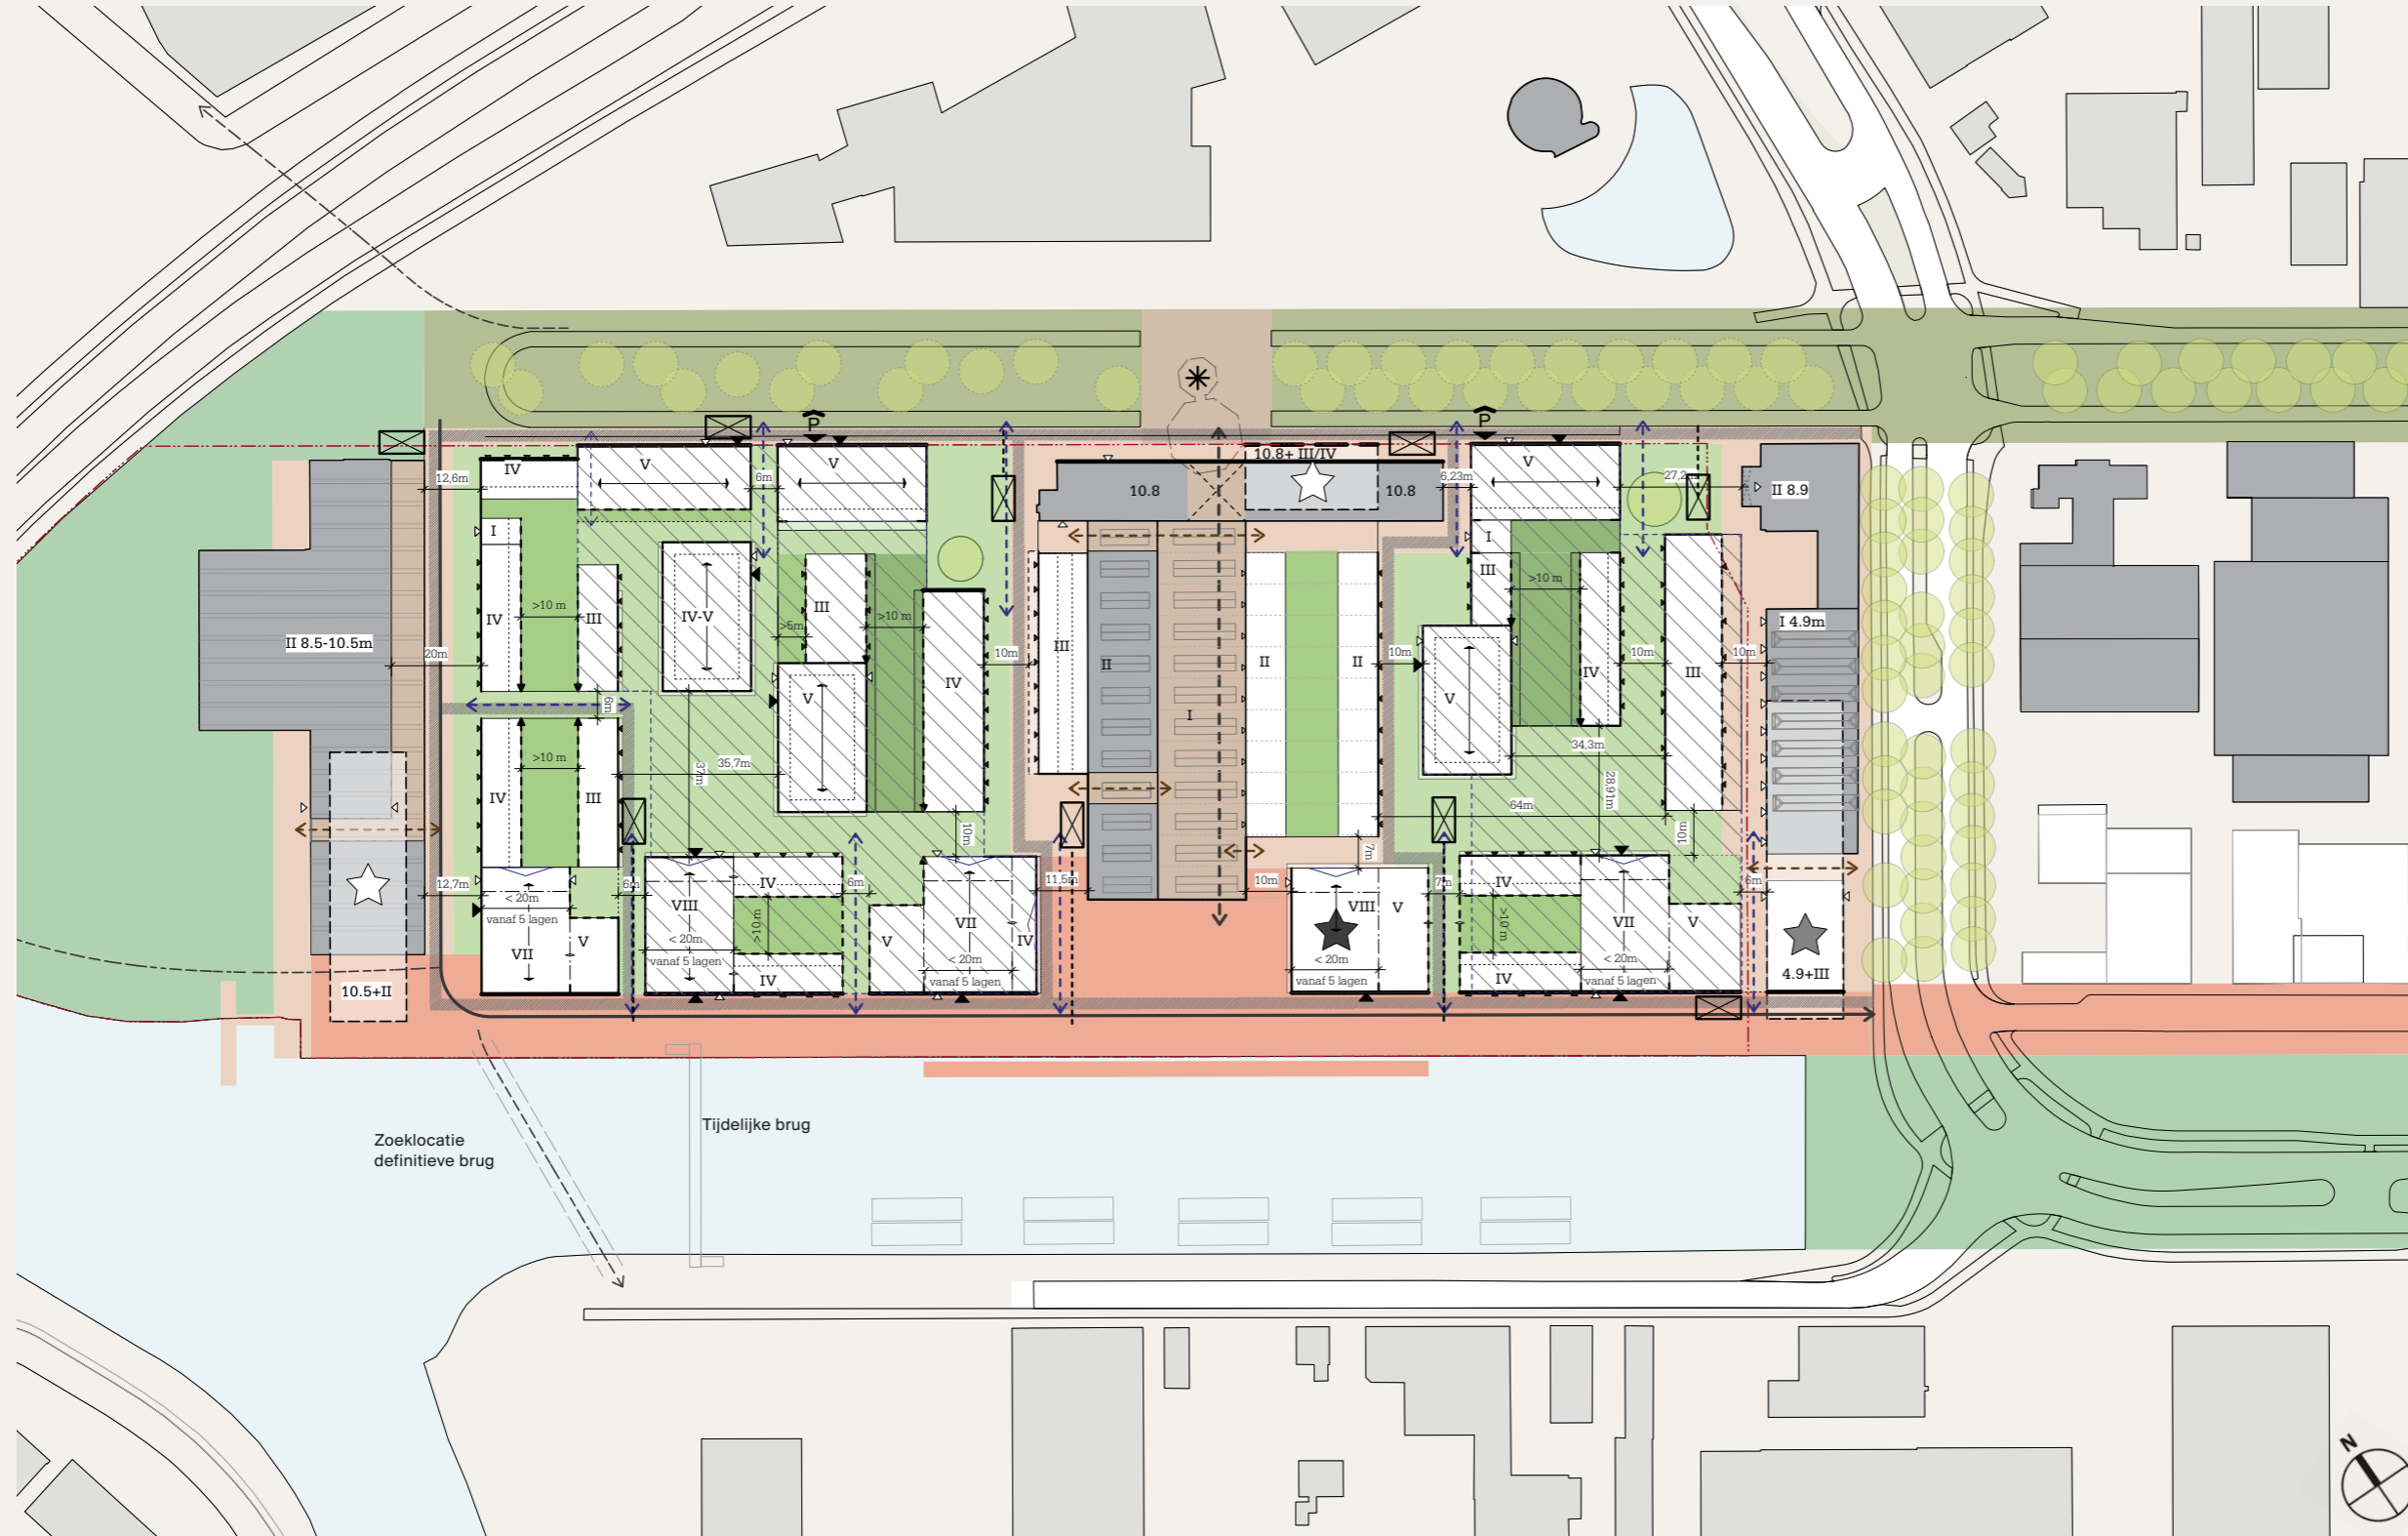 P
P
IV
V
V
10.8+ III/IV
V
12,6m
6m
10.8
10.8
6,23m
27,2
II 8.9
I
I
III
>10 m
IV
>10 m
III
IV-V
III
>5m
>10 m
II 8.5-10.5m
20m
10m
III
II
II
II
10m
10m
10m
I 4.9m
IV
V
IV
III
V
6m
I
>10 m
35,7m
37m
34,3m
28,91m
64m
IV
III
10m
7m
10m
12,7m
< 20m
vanaf 5 lagen
VII
V
6m
VIII
< 20m
vanaf 5 lagen
IV
>10 m
IV
6m
V
VII
IV
< 20m
vanaf 5 lagen
11,5m
10m
VIII
V
< 20m
vanaf 5 lagen
7m
IV
>10 m
IV
VII
< 20m
vanaf 5 lagen
V
6m
10.5+II
4.9+III
Tijdelijke brug
Zoeklocatie
definitieve brug
N